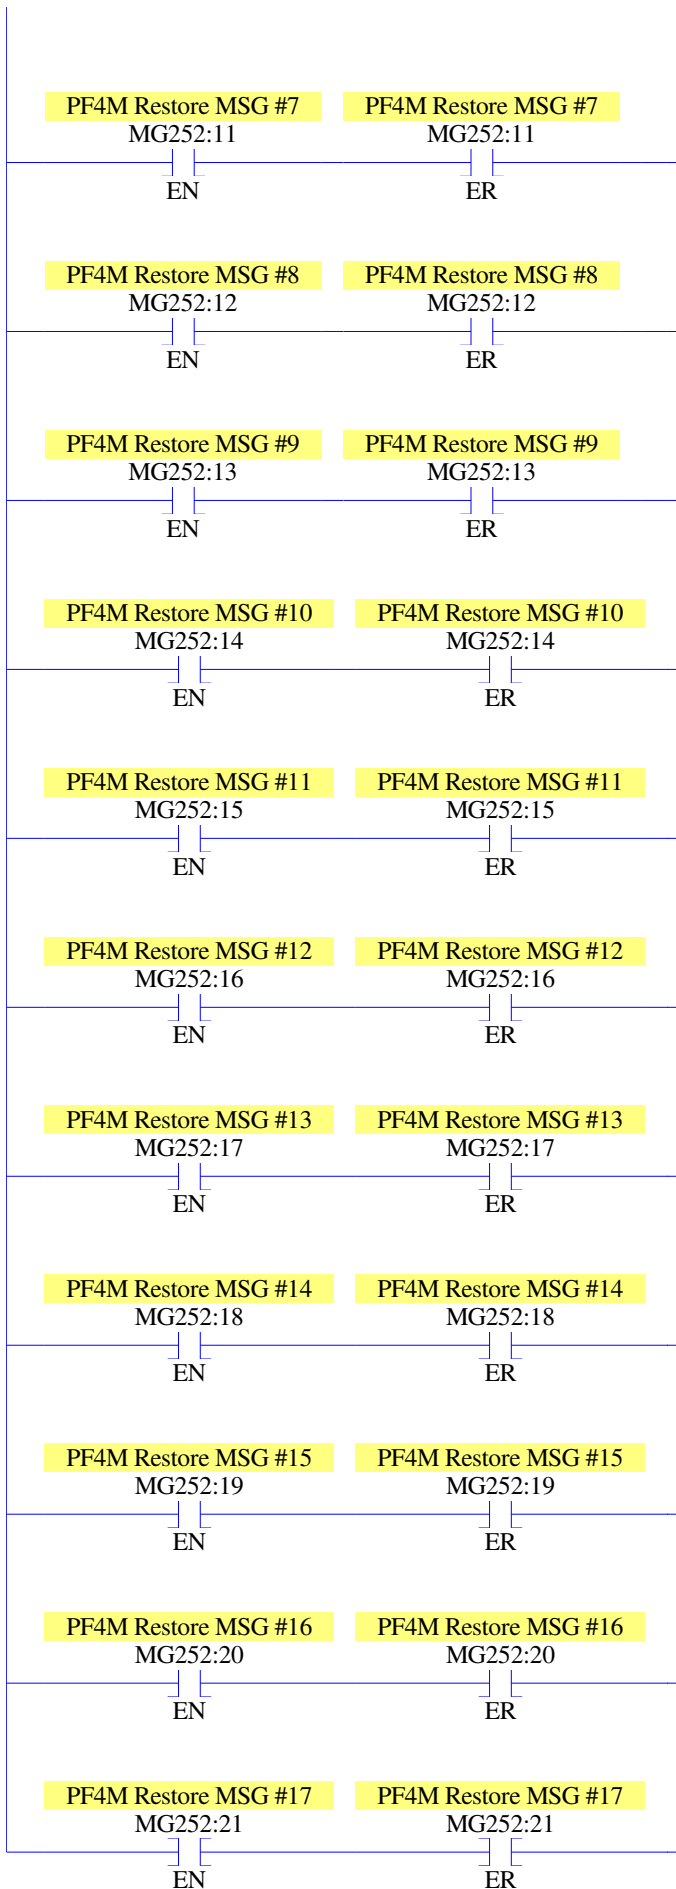 PF4M Restore MSG #7 PF4M Restore MSG #7
MG252:11 MG252:11
EN ER
PF4M Restore MSG #8 PF4M Restore MSG #8
MG252:12 MG252:12
EN ER
PF4M Restore MSG #9 PF4M Restore MSG #9
MG252:13 MG252:13
EN ER
PF4M Restore MSG #10 PF4M Restore MSG #10
MG252:14 MG252:14
EN ER
PF4M Restore MSG #11 PF4M Restore MSG #11
MG252:15 MG252:15
EN ER
PF4M Restore MSG #12 PF4M Restore MSG #12
MG252:16 MG252:16
EN ER
PF4M Restore MSG #13 PF4M Restore MSG #13
MG252:17 MG252:17
EN ER
PF4M Restore MSG #14 PF4M Restore MSG #14
MG252:18 MG252:18
EN ER
PF4M Restore MSG #15 PF4M Restore MSG #15
MG252:19 MG252:19
EN ER
PF4M Restore MSG #16 PF4M Restore MSG #16
MG252:20 MG252:20
EN ER
PF4M Restore MSG #17 PF4M Restore MSG #17
MG252:21 MG252:21
EN ER